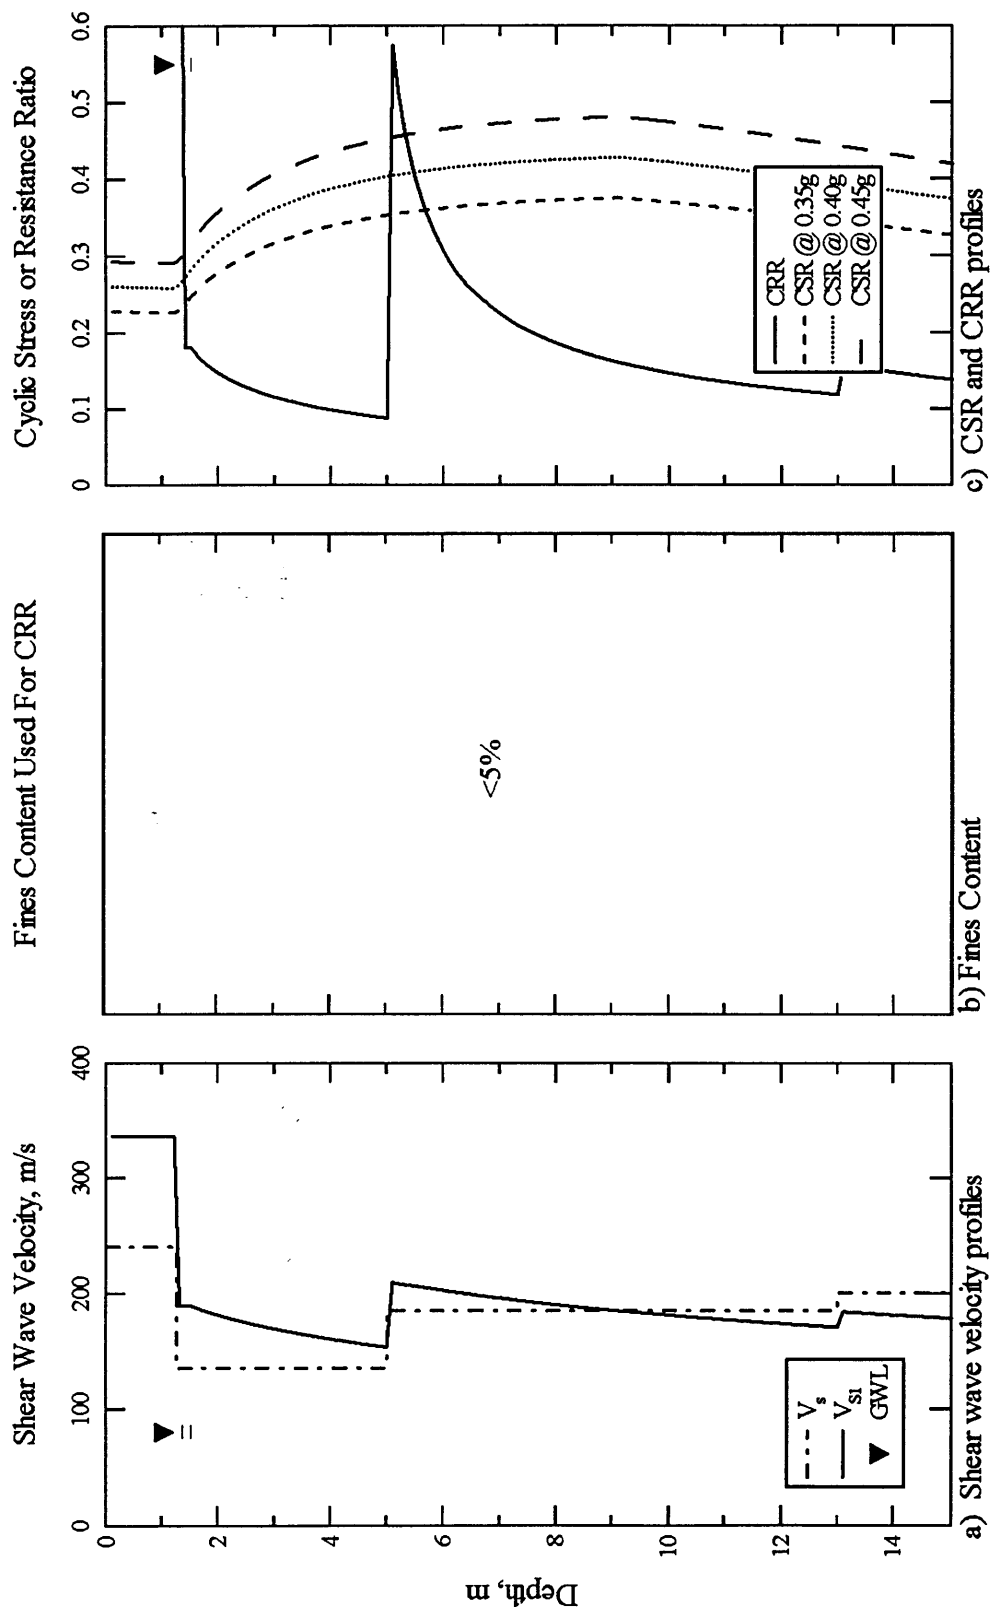 Shear Wave Velocity, m/s
0 100 200 300 400
Depth, m
0
2
4
6
8
10
12
14
V_s
V_S1
GWL
a) Shear wave velocity profiles
Fines Content Used For CRR
<5%
b) Fines Content
Cyclic Stress or Resistance Ratio
0 0.1 0.2 0.3 0.4 0.5 0.6
CRR
CSR @ 0.35g
CSR @ 0.40g
CSR @ 0.45g
c) CSR and CRR profiles